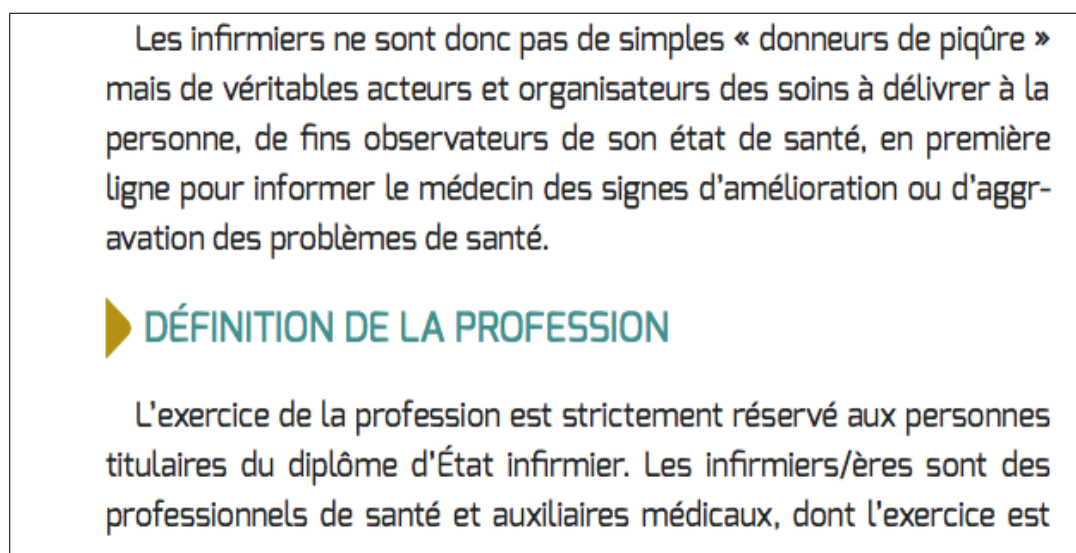 Les infirmiers ne sont donc pas de simples « donneurs de piqûre »
mais de véritables acteurs et organisateurs des soins à délivrer à la
personne, de fins observateurs de son état de santé, en première
ligne pour informer le médecin des signes d'amélioration ou d'aggr-
avation des problèmes de santé.
DÉFINITION DE LA PROFESSION
L'exercice de la profession est strictement réservé aux personnes
titulaires du diplôme d'État infirmier. Les infirmiers/ères sont des
professionnels de santé et auxiliaires médicaux, dont l'exercice est